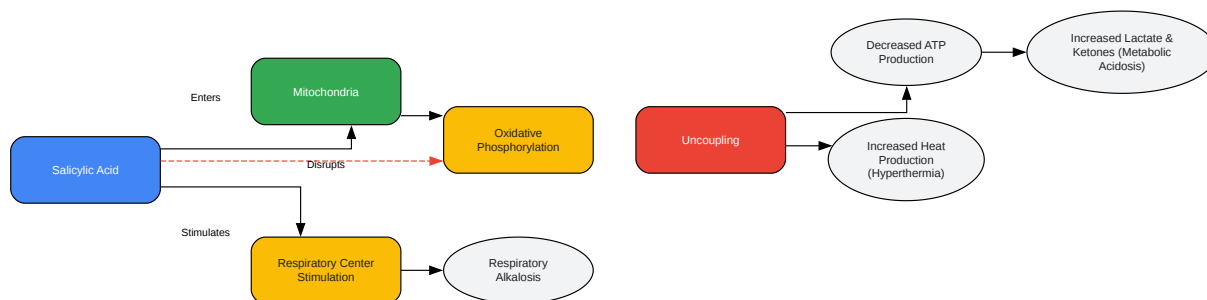 Salicylic Acid
Enters
Mitochondria
Disrupts
Oxidative
Phosphorylation
Stimulates
Respiratory Center
Stimulation
Respiratory
Alkalosis
Uncoupling
Decreased ATP
Production
Increased Lactate &
Ketones (Metabolic
Acidosis)
Increased Heat
Production
(Hyperthermia)